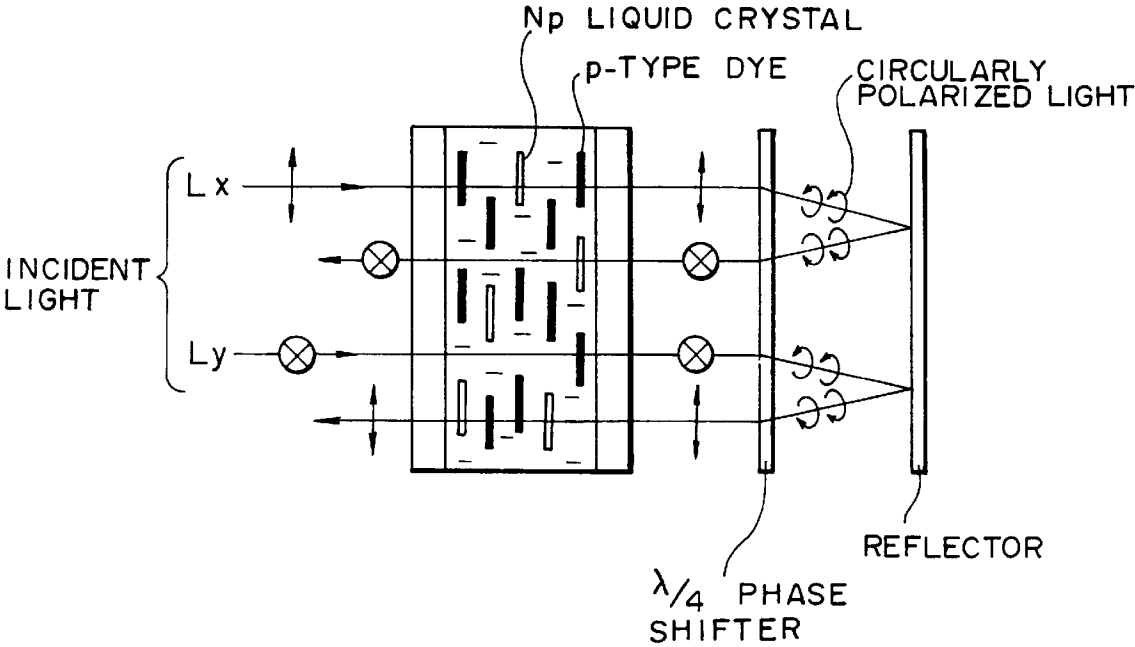 Np LIQUID CRYSTAL
p-TYPE DYE
CIRCULARLY
POLARIZED LIGHT
Lx
INCIDENT
LIGHT
Ly
REFLECTOR
λ/4 PHASE
SHIFTER